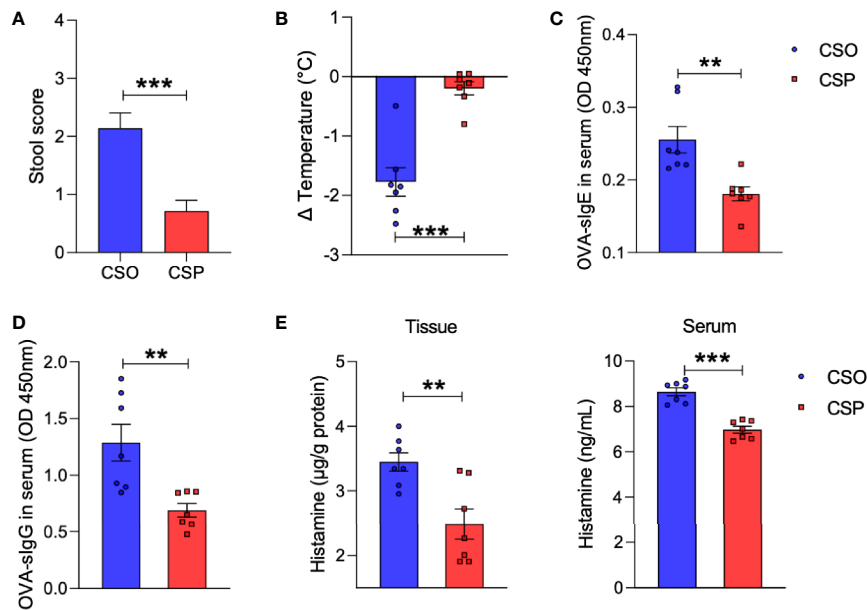 A
Stool score
4
3
2
1
0
***
CSO
CSP
B
Δ Temperature (°C)
1
0
-1
-2
-3
***
C
OVA-sIgE in serum (OD 450nm)
0.4
0.3
0.2
0.1
**
CSO
CSP
D
OVA-sIgG in serum (OD 450nm)
2.0
1.5
1.0
0.5
0.0
**
E
Tissue
Histamine (μg/g protein)
5
4
3
2
**
Serum
Histamine (ng/mL)
10
8
6
4
2
0
***
CSO
CSP